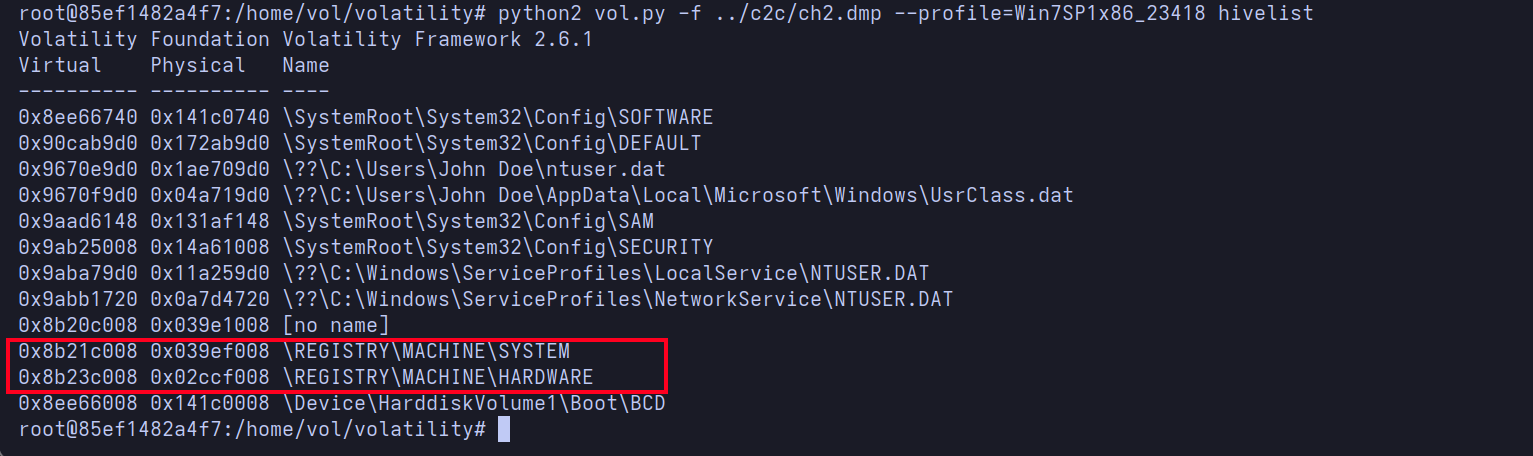 root@85ef1482a4f7:/home/vol/volatility# python2 vol.py -f ../c2c/ch2.dmp --profile=Win7SP1x86_23418 hivelist
Volatility Foundation Volatility Framework 2.6.1
Virtual    Physical   Name
---------- ---------- ----
0x8ee66740 0x141c0740 \SystemRoot\System32\Config\SOFTWARE
0x90cab9d0 0x172ab9d0 \SystemRoot\System32\Config\DEFAULT
0x9670e9d0 0x1ae709d0 \??\C:\Users\John Doe\ntuser.dat
0x9670f9d0 0x04a719d0 \??\C:\Users\John Doe\AppData\Local\Microsoft\Windows\UsrClass.dat
0x9aad6148 0x131af148 \SystemRoot\System32\Config\SAM
0x9ab25008 0x14a61008 \SystemRoot\System32\Config\SECURITY
0x9aba79d0 0x11a259d0 \??\C:\Windows\ServiceProfiles\LocalService\NTUSER.DAT
0x9abb1720 0x0a7d4720 \??\C:\Windows\ServiceProfiles\NetworkService\NTUSER.DAT
0x8b20c008 0x039e1008 [no name]
0x8b21c008 0x039ef008 \REGISTRY\MACHINE\SYSTEM
0x8b23c008 0x02ccf008 \REGISTRY\MACHINE\HARDWARE
0x8ee66008 0x141c0008 \Device\HarddiskVolume1\Boot\BCD
root@85ef1482a4f7:/home/vol/volatility#